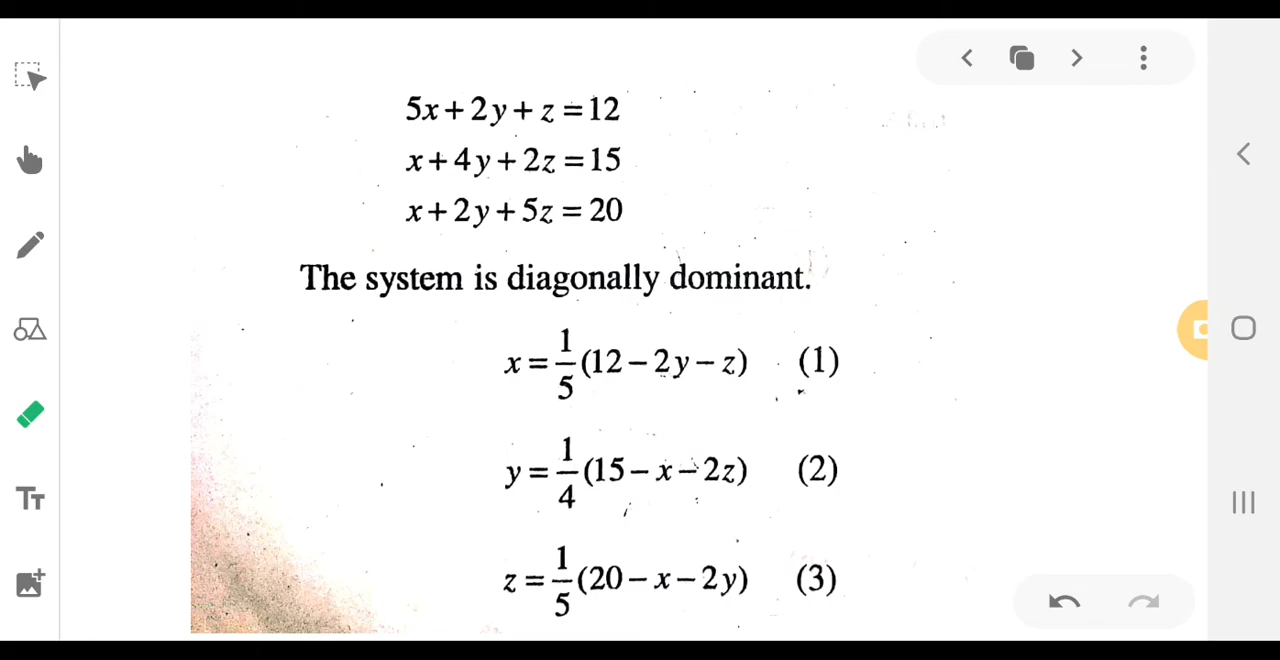 5x + 2y + z = 12
x + 4y + 2z = 15
x + 2y + 5z = 20
The system is diagonally dominant.
x = 1/5 (12 − 2y − z) (1)
y = 1/4 (15 − x − 2z) (2)
z = 1/5 (20 − x − 2y) (3)
TT